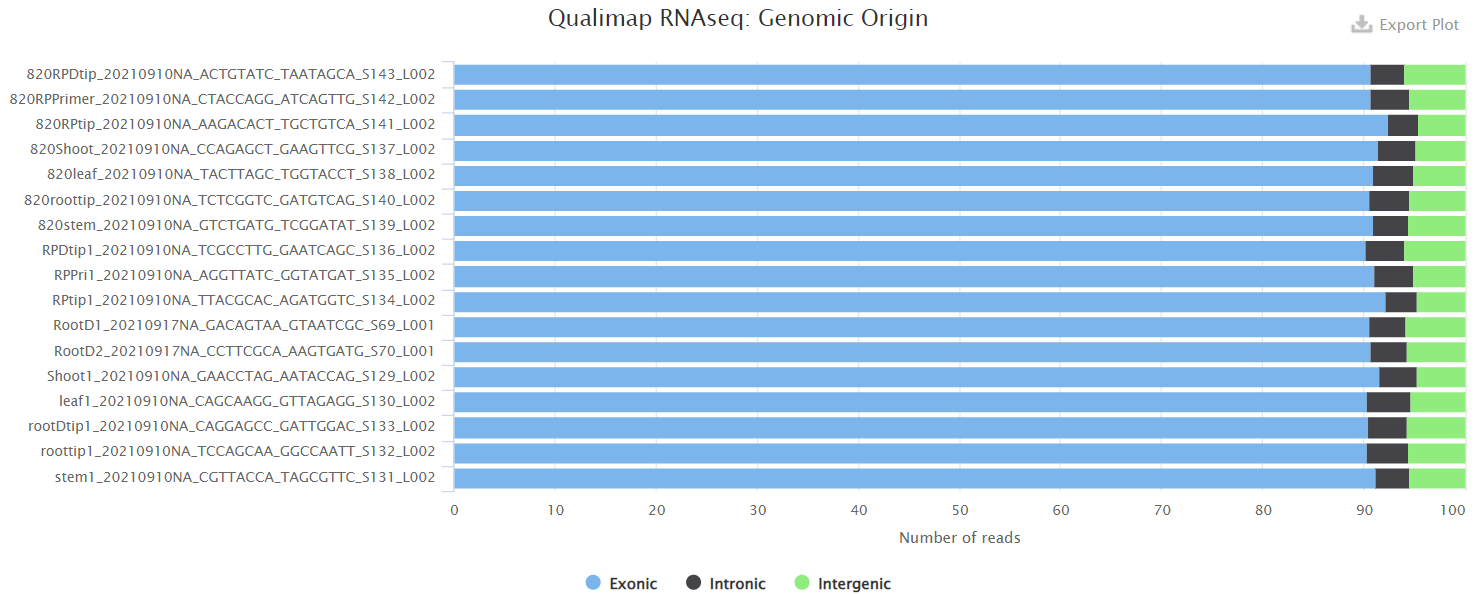 Qualimap RNAseq: Genomic Origin
Export Plot
820RPDtip_20210910NA_ACTGTATC_TAATAGCA_S143_L002
820RPPrimer_20210910NA_CTACCAGG_ATCAGTTG_S142_L002
820RPtip_20210910NA_AAGACACT_TGCTGTCA_S141_L002
820Shoot_20210910NA_CCAGAGCT_GAAGTTCG_S137_L002
820leaf_20210910NA_TACTTAGC_TGGTACCT_S138_L002
820roottip_20210910NA_TCTCGGTC_GATGTCAG_S140_L002
820stem_20210910NA_GTCTGATG_TCGGATAT_S139_L002
RPDtip1_20210910NA_TCGCCTTG_GAATCAGC_S136_L002
RPPri1_20210910NA_AGGTTATC_GGTATGAT_S135_L002
RPtip1_20210910NA_TTACGCAC_AGATGGTC_S134_L002
RootD1_20210917NA_GACAGTAA_GTAATCGC_S69_L001
RootD2_20210917NA_CCTTCGCA_AAGTGATG_S70_L001
Shoot1_20210910NA_GAACCTAG_AATACCAG_S129_L002
leaf1_20210910NA_CAGCAAGG_GTTAGAGG_S130_L002
rootDtip1_20210910NA_CAGGAGCC_GATTGGAC_S133_L002
roottip1_20210910NA_TCCAGCAA_GGCCAATT_S132_L002
stem1_20210910NA_CGTTACCA_TAGCGTTC_S131_L002
0 10 20 30 40 50 60 70 80 90 100
Number of reads
Exonic Intronic Intergenic